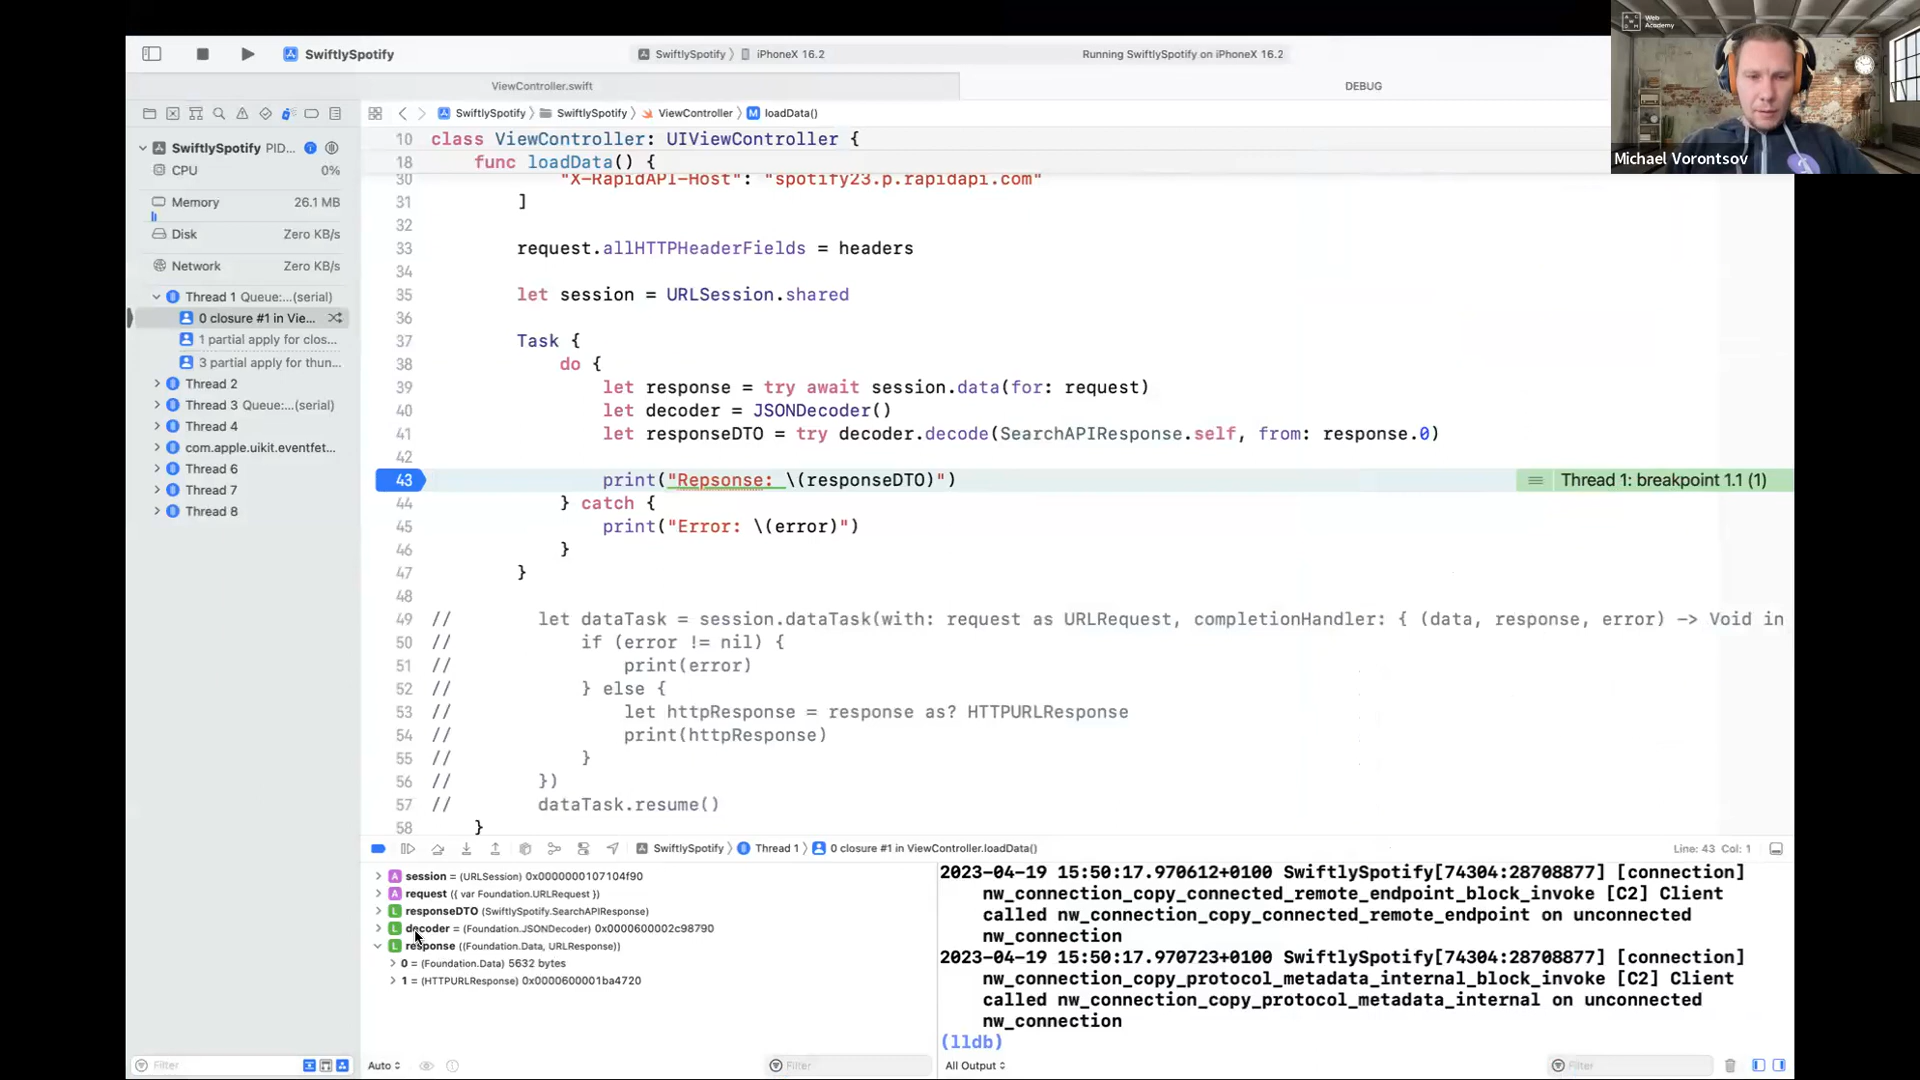 Web
Academy
Michael Vorontsov
SwiftlySpotify
SwiftlySpotify
iPhoneX 16.2
Running SwiftlySpotify on iPhoneX 16.2
ViewController.swift
DEBUG
SwiftlySpotify
SwiftlySpotify
ViewController
loadData()
SwiftlySpotify PID...
CPU 0%
Memory 26.1 MB
Disk Zero KB/s
Network Zero KB/s
Thread 1 Queue:...(serial)
0 closure #1 in Vie...
1 partial apply for clos...
3 partial apply for thun...
Thread 2
Thread 3 Queue:...(serial)
Thread 4
com.apple.uikit.eventfet...
Thread 6
Thread 7
Thread 8
Filter
10 class ViewController: UIViewController {
18 func loadData() {
30 "X-RapidAPI-Host": "spotify23.p.rapidapi.com"
31 ]
32
33 request.allHTTPHeaderFields = headers
34
35 let session = URLSession.shared
36
37 Task {
38 do {
39 let response = try await session.data(for: request)
40 let decoder = JSONDecoder()
41 let responseDTO = try decoder.decode(SearchAPIResponse.self, from: response.0)
42
43 print("Repsonse: \(responseDTO)") Thread 1: breakpoint 1.1 (1)
44 } catch {
45 print("Error: \(error)")
46 }
47 }
48
49 // let dataTask = session.dataTask(with: request as URLRequest, completionHandler: { (data, response, error) -> Void in
50 // if (error != nil) {
51 // print(error)
52 // } else {
53 // let httpResponse = response as? HTTPURLResponse
54 // print(httpResponse)
55 // }
56 // })
57 // dataTask.resume()
58 }
SwiftlySpotify
Thread 1
0 closure #1 in ViewController.loadData()
Line: 43 Col: 1
session = (URLSession) 0x0000000107104f90
request ({ var Foundation.URLRequest })
responseDTO (SwiftlySpotify.SearchAPIResponse)
decoder = (Foundation.JSONDecoder) 0x0000600002c98790
response ((Foundation.Data, URLResponse))
0 = (Foundation.Data) 5632 bytes
1 = (HTTPURLResponse) 0x0000600001ba4720
Auto
Filter
2023-04-19 15:50:17.970612+0100 SwiftlySpotify[74304:28708877] [connection]
nw_connection_copy_connected_remote_endpoint_block_invoke [C2] Client
called nw_connection_copy_connected_remote_endpoint on unconnected
nw_connection
2023-04-19 15:50:17.970723+0100 SwiftlySpotify[74304:28708877] [connection]
nw_connection_copy_protocol_metadata_internal_block_invoke [C2] Client
called nw_connection_copy_protocol_metadata_internal on unconnected
nw_connection
(lldb)
All Output
Filter